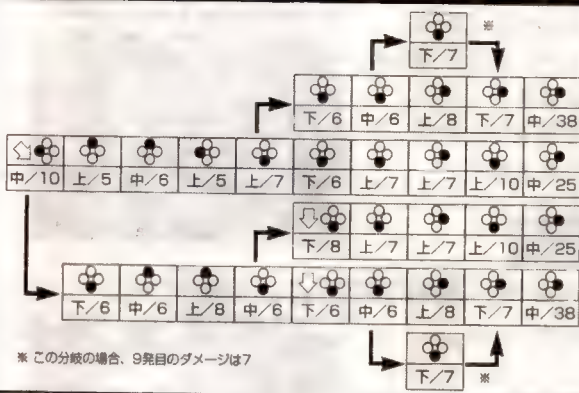 ※
下/7
下/6 中/6 上/8 下/7 中/38
中/10 上/5 中/6 上/5 上/7 下/6 上/7 上/7 上/10 中/25
下/8 上/7 上/7 上/10 中/25
下/6 中/6 上/8 中/6 下/6 中/6 上/8 下/7 中/38
下/7 ※
※ この分岐の場合、9発目のダメージは7